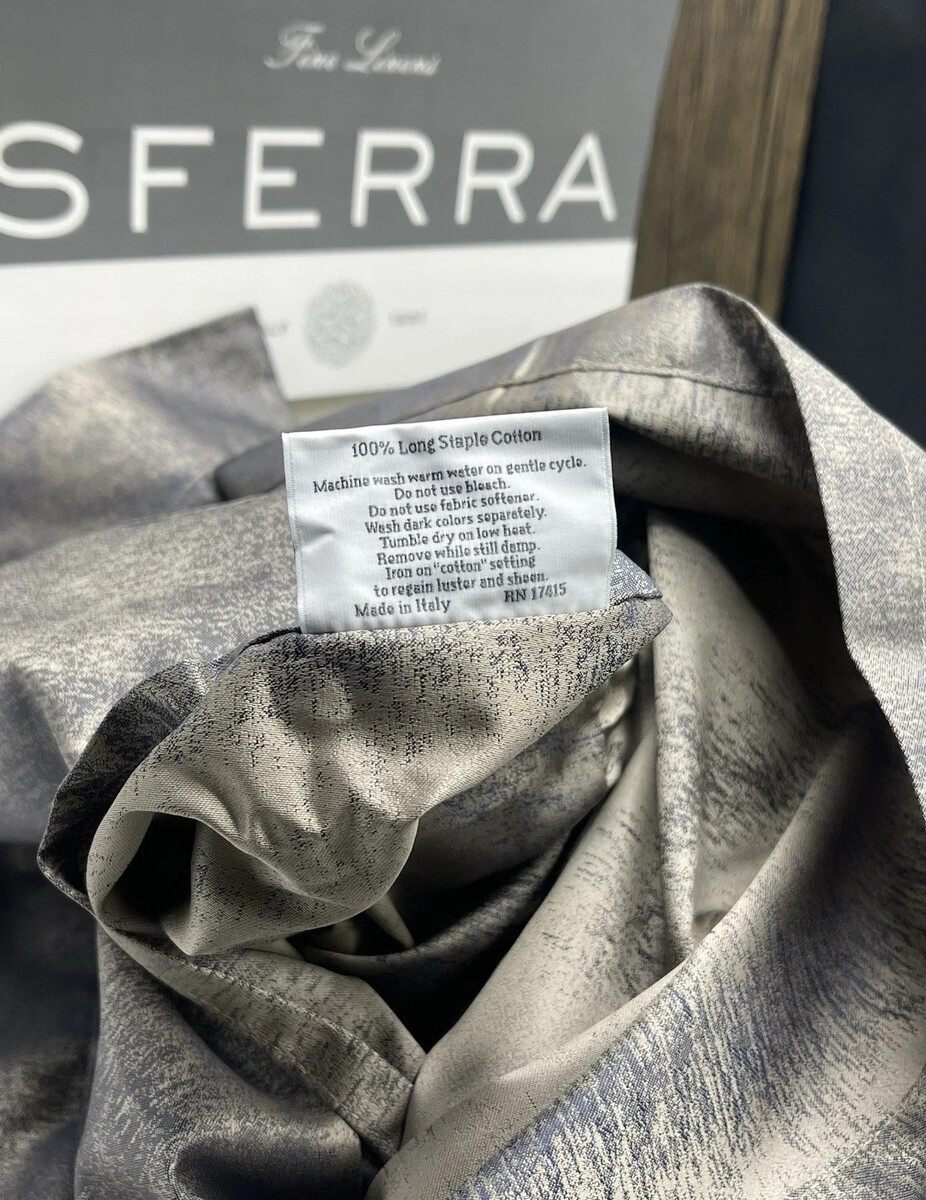 Fine Linens
SFERRA
100% Long Staple Cotton
Machine wash warm water on gentle cycle.
Do not use bleach.
Do not use fabric softener.
Wash dark colors separately.
Tumble dry on low heat.
Remove while still damp.
Iron on "cotton" setting
to regain luster and sheen.
Made in Italy RN 17415